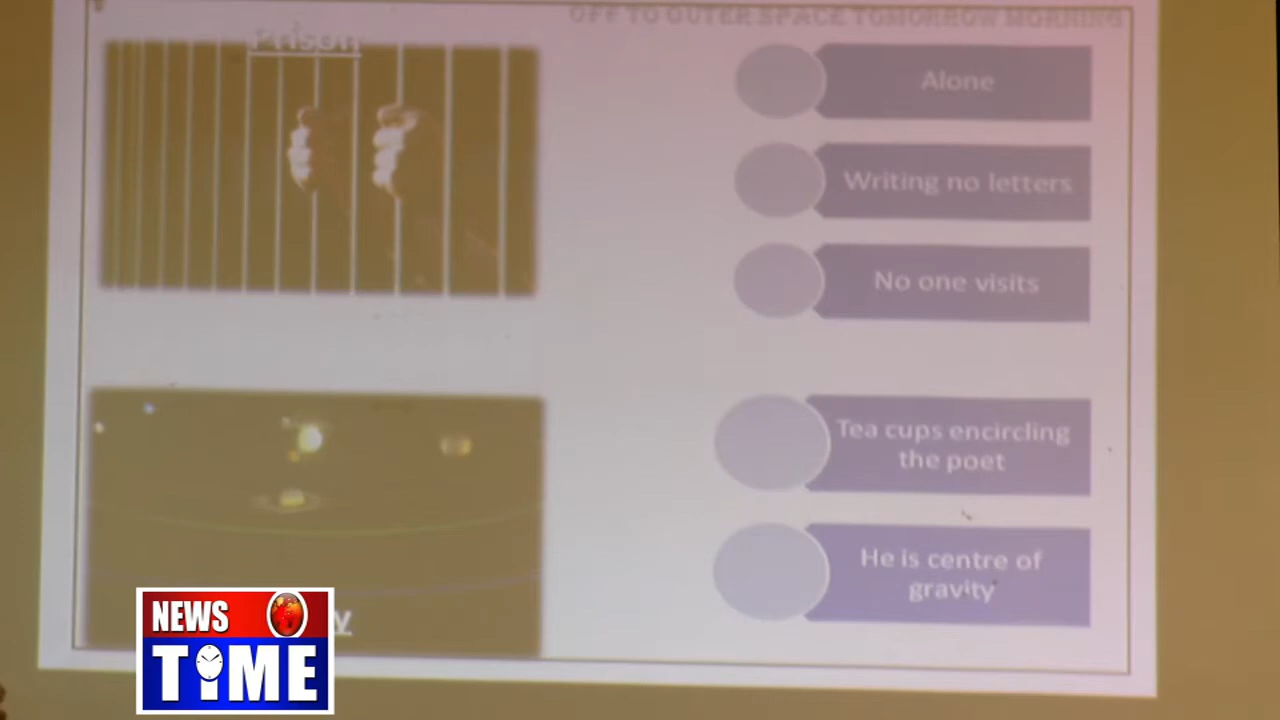 OFF TO OUTER SPACE TOMORROW MORNING
Prison
Alone
Writing no letters
No one visits
Tea cups encircling
the poet
He is centre of
gravity
NEWS
TIME